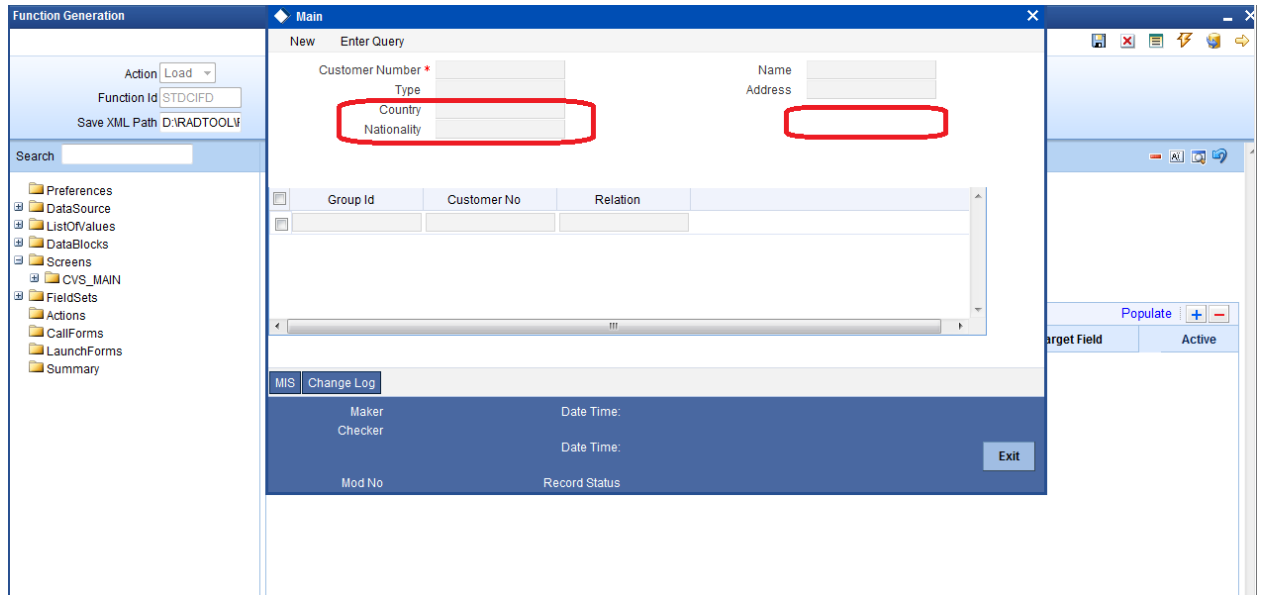 Function Generation
Main
New Enter Query
Action Load
Function Id STDCIFD
Save XML Path D:\RADTOOL\F
Customer Number * Name
Type Address
Country
Nationality
Search
Preferences
DataSource
ListOfValues
DataBlocks
Screens
CVS_MAIN
FieldSets
Actions
CallForms
LaunchForms
Summary
Group Id Customer No Relation
Populate
arget Field Active
MIS Change Log
Maker Date Time:
Checker
Date Time:
Exit
Mod No Record Status